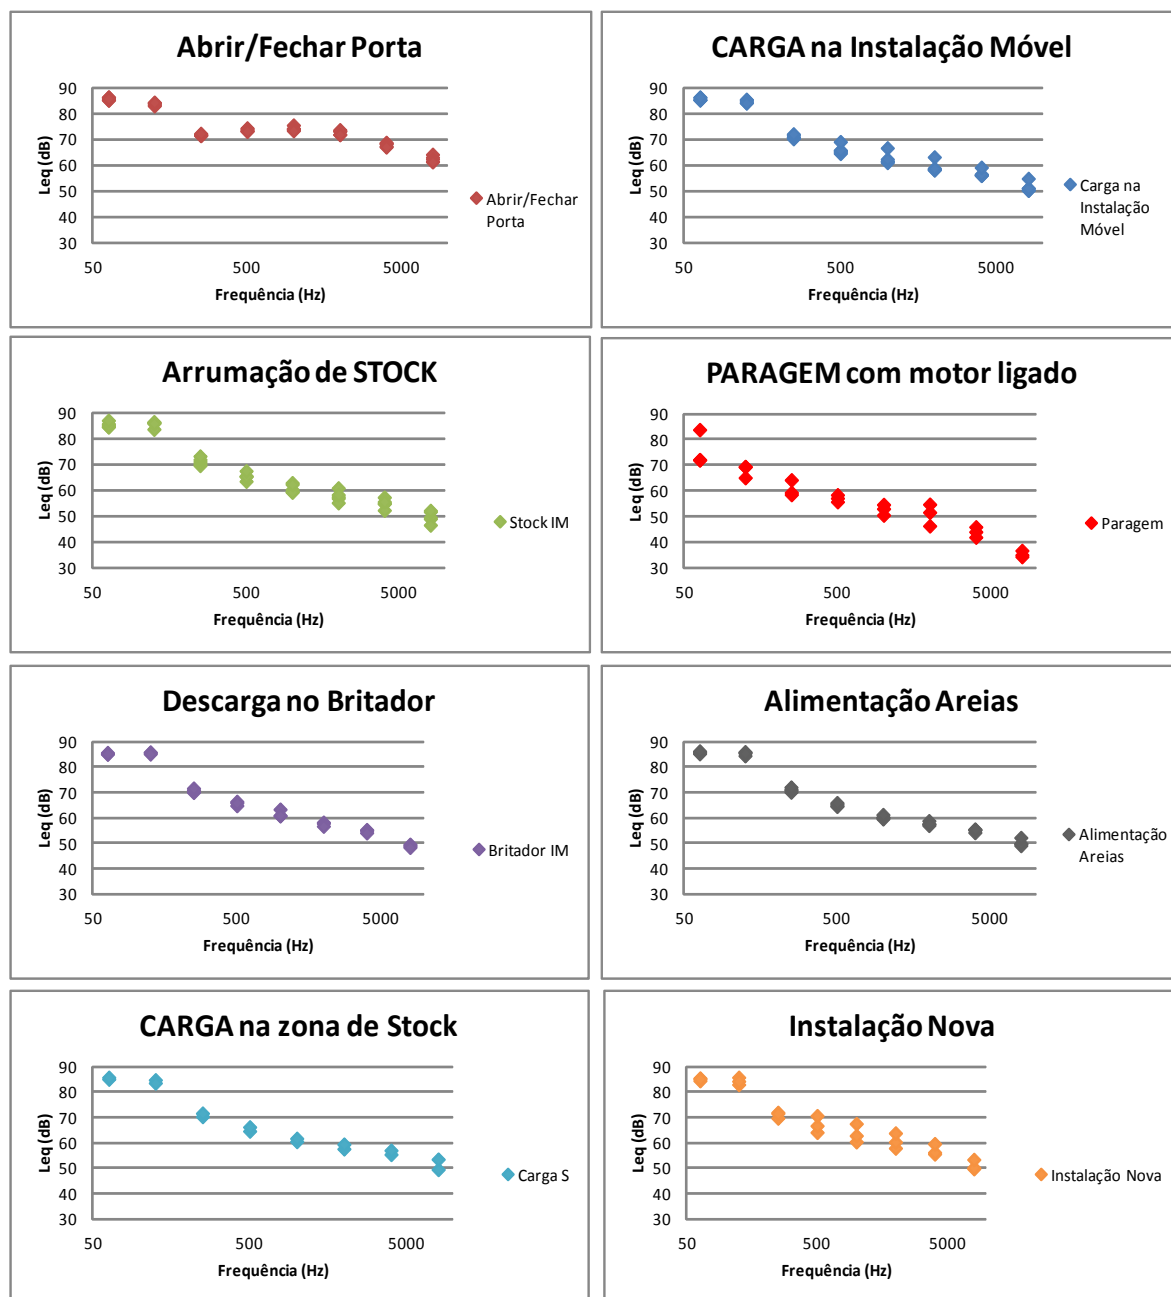 Abrir/Fechar Porta
90
80
70
60
50
40
30
Leq (dB)
50
500
5000
Frequência (Hz)
Abrir/Fechar
Porta
CARGA na Instalação Móvel
90
80
70
60
50
40
30
Leq (dB)
50
500
5000
Frequência (Hz)
Carga na
Instalação
Móvel
Arrumação de STOCK
90
80
70
60
50
40
30
Leq (dB)
50
500
5000
Frequência (Hz)
Stock IM
PARAGEM com motor ligado
90
80
70
60
50
40
30
Leq (dB)
50
500
5000
Frequência (Hz)
Paragem
Descarga no Britador
90
80
70
60
50
40
30
Leq (dB)
50
500
5000
Frequência (Hz)
Britador IM
Alimentação Areias
90
80
70
60
50
40
30
Leq (dB)
50
500
5000
Frequência (Hz)
Alimentação
Areias
CARGA na zona de Stock
90
80
70
60
50
40
30
Leq (dB)
50
500
5000
Frequência (Hz)
Carga S
Instalação Nova
90
80
70
60
50
40
30
Leq (dB)
50
500
5000
Frequência (Hz)
Instalação Nova